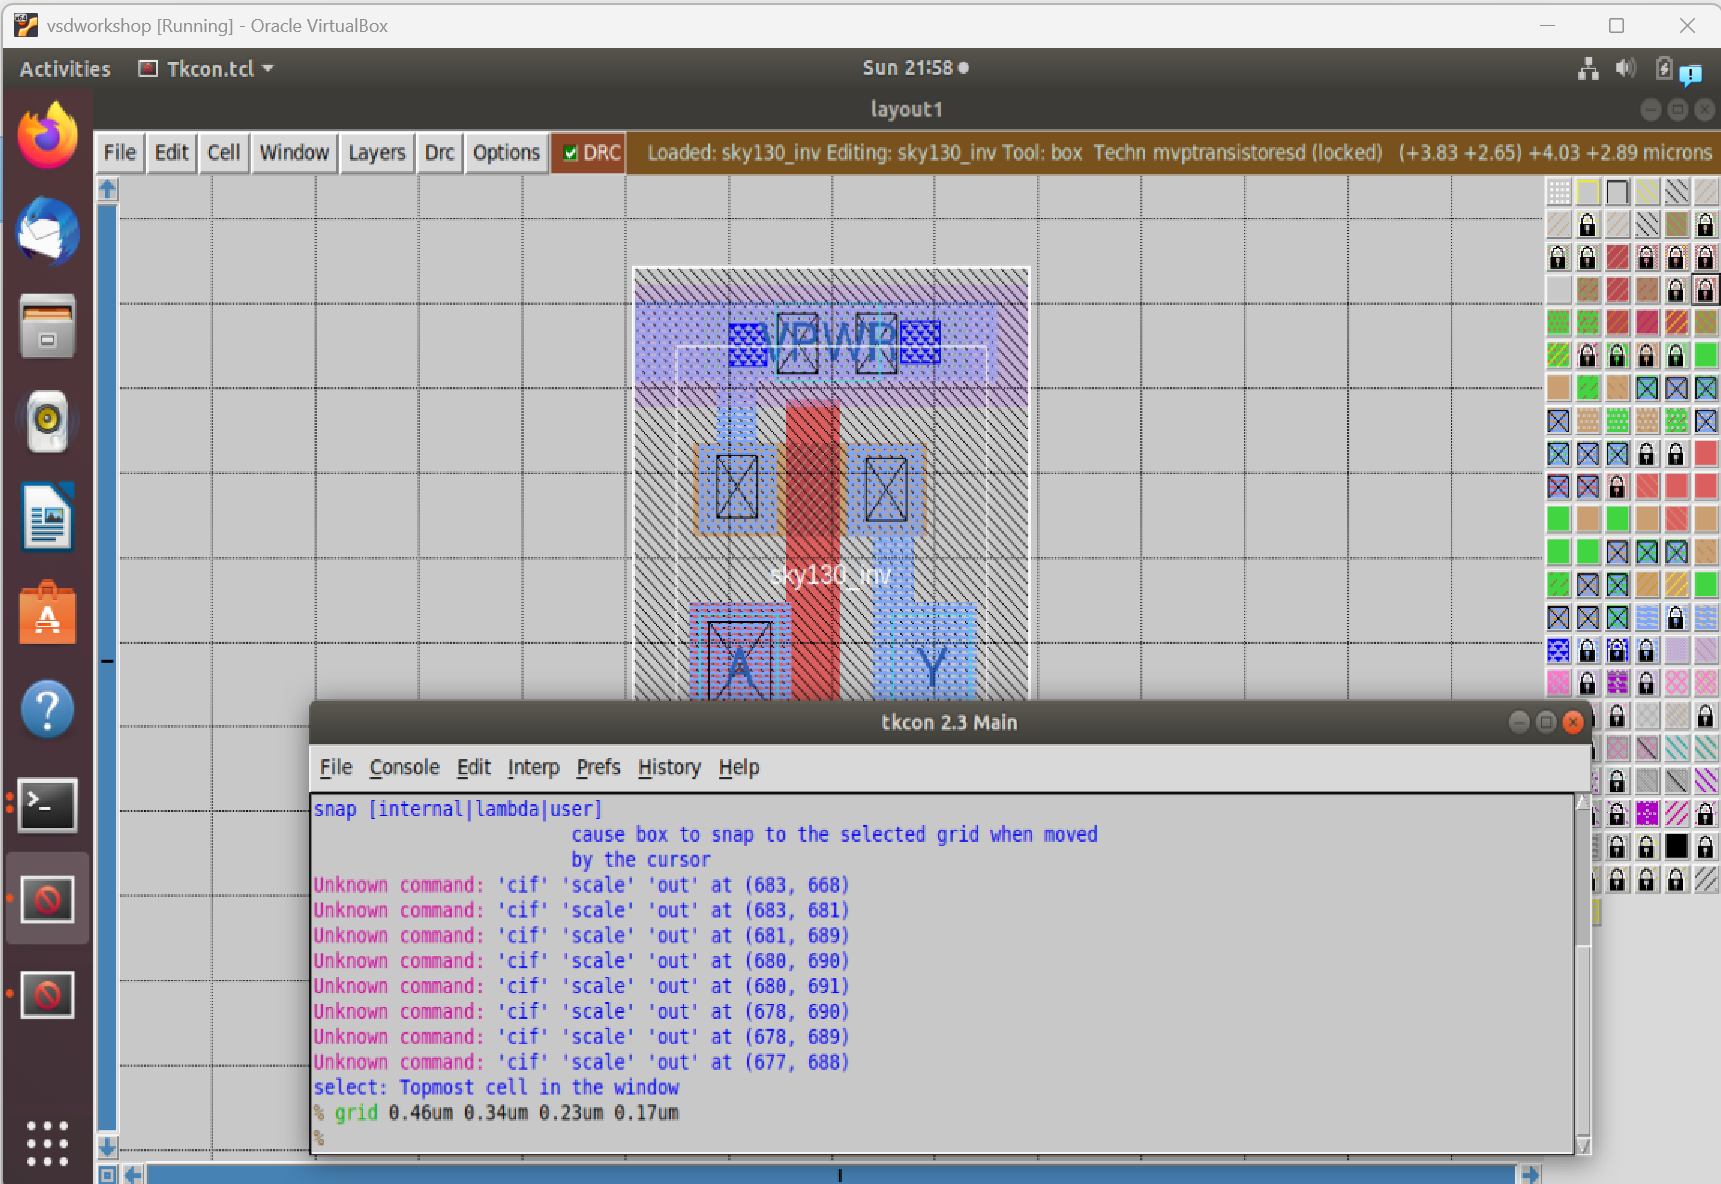 vsdworkshop [Running] - Oracle VirtualBox
Activities Tkcon.tcl Sun 21:58
layout1
File Edit Cell Window Layers Drc Options DRC Loaded: sky130_inv Editing: sky130_inv Tool: box Techn mvptransistoresd (locked) (+3.83 +2.65) +4.03 +2.89 microns
VPWR
sky130_inv
A Y
tkcon 2.3 Main
File Console Edit Interp Prefs History Help
snap [internal|lambda|user]
cause box to snap to the selected grid when moved
by the cursor
Unknown command: 'cif' 'scale' 'out' at (683, 668)
Unknown command: 'cif' 'scale' 'out' at (683, 681)
Unknown command: 'cif' 'scale' 'out' at (681, 689)
Unknown command: 'cif' 'scale' 'out' at (680, 690)
Unknown command: 'cif' 'scale' 'out' at (680, 691)
Unknown command: 'cif' 'scale' 'out' at (678, 690)
Unknown command: 'cif' 'scale' 'out' at (678, 689)
Unknown command: 'cif' 'scale' 'out' at (677, 688)
select: Topmost cell in the window
% grid 0.46um 0.34um 0.23um 0.17um
%